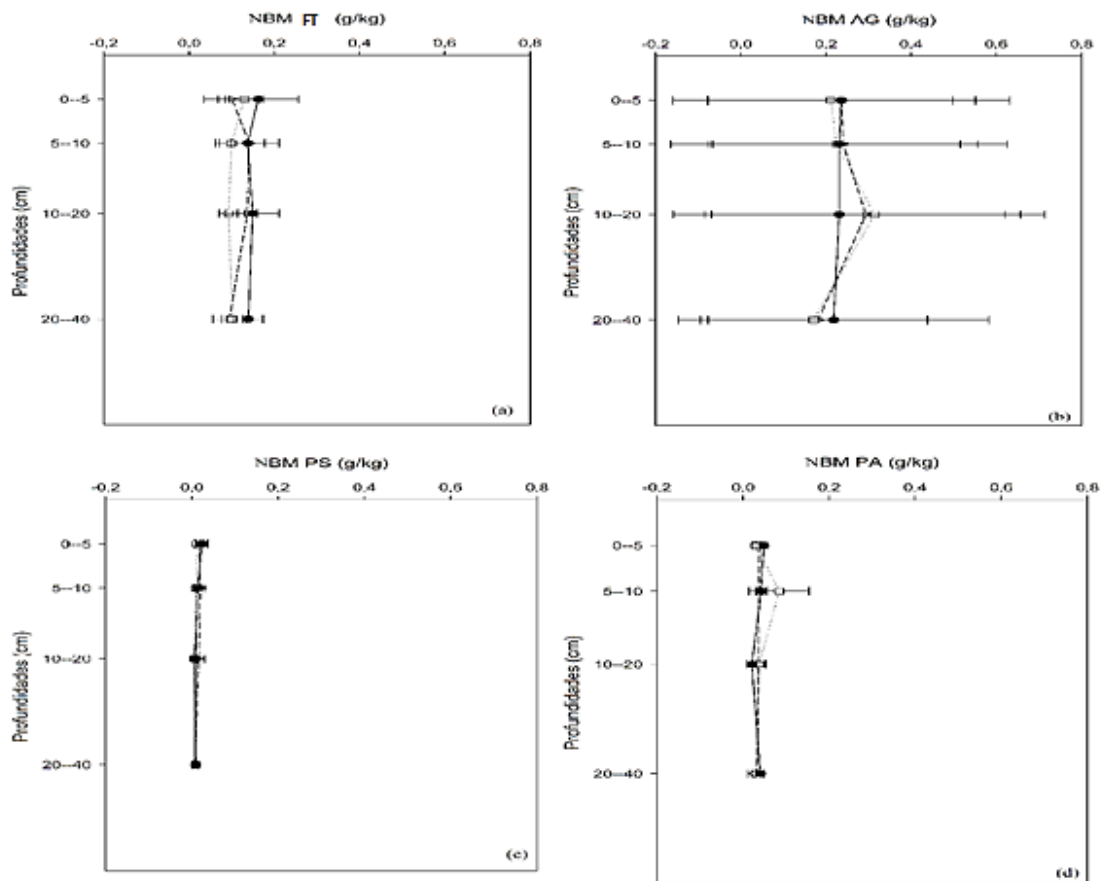 NBM FT (g/kg)
-0,2 0,0 0,2 0,4 0,6 0,8
Profundidades (cm)
0--5
5--10
10--20
20--40
(a)
NBM AG (g/kg)
-0,2 0,0 0,2 0,4 0,6 0,8
Profundidades (cm)
0--5
5--10
10--20
20--40
(b)
NBM PS (g/kg)
-0,2 0,0 0,2 0,4 0,6 0,8
Profundidades (cm)
0--5
5--10
10--20
20--40
(c)
NBM PA (g/kg)
-0,2 0,0 0,2 0,4 0,6 0,8
Profundidades (cm)
0--5
5--10
10--20
20--40
(d)